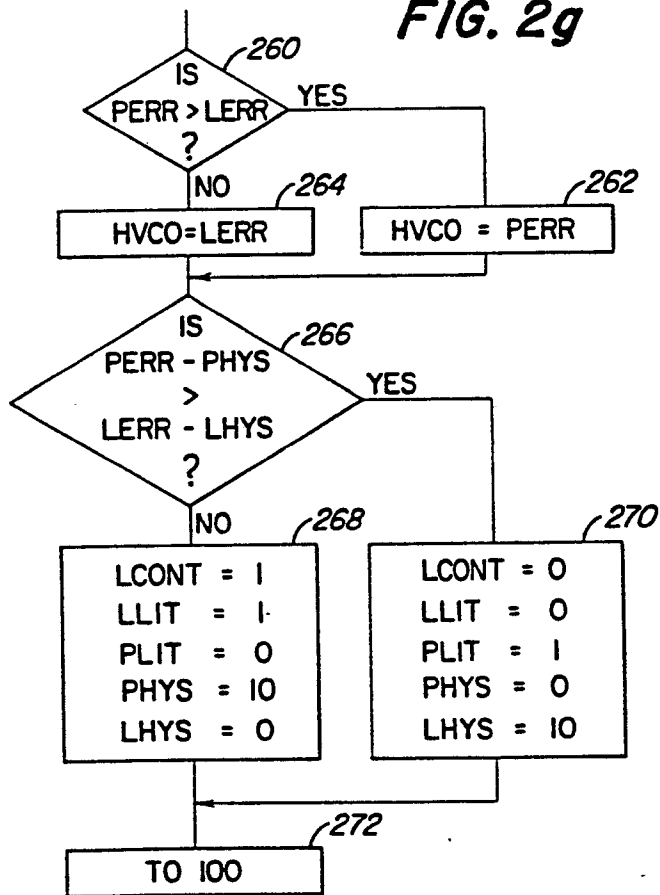 FIG. 2g
260
IS
PERR > LERR
?
YES
NO
264
262
HVCO=LERR
HVCO = PERR
IS
266
PERR - PHYS
>
LERR - LHYS
?
YES
NO
268
270
LCONT = 1
LLIT = 1
PLIT = 0
PHYS = 10
LHYS = 0
LCONT = 0
LLIT = 0
PLIT = 1
PHYS = 0
LHYS = 10
272
TO 100